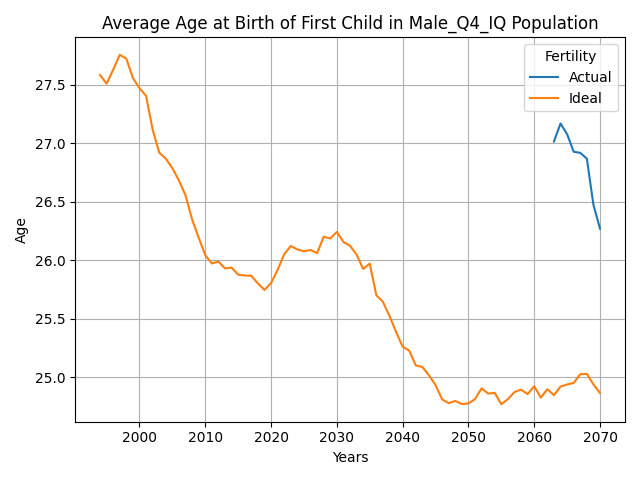 Average Age at Birth of First Child in Male_Q4_IQ Population
Fertility
Actual
Ideal
Age
27.5
27.0
26.5
26.0
25.5
25.0
2000 2010 2020 2030 2040 2050 2060 2070
Years